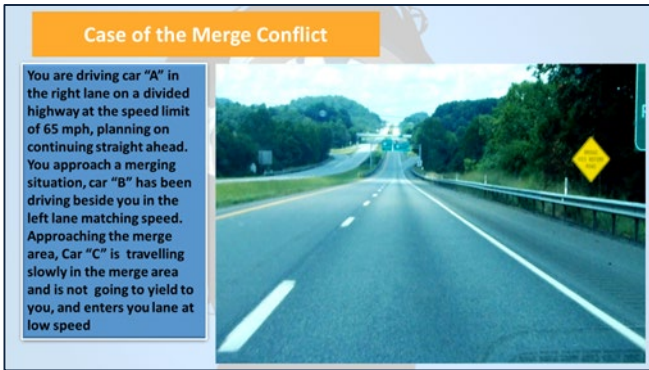 Case of the Merge Conflict
You are driving car “A” in
the right lane on a divided
highway at the speed limit
of 65 mph, planning on
continuing straight ahead.
You approach a merging
situation, car “B” has been
driving beside you in the
left lane matching speed.
Approaching the merge
area, Car “C” is travelling
slowly in the merge area
and is not going to yield to
you, and enters you lane at
low speed